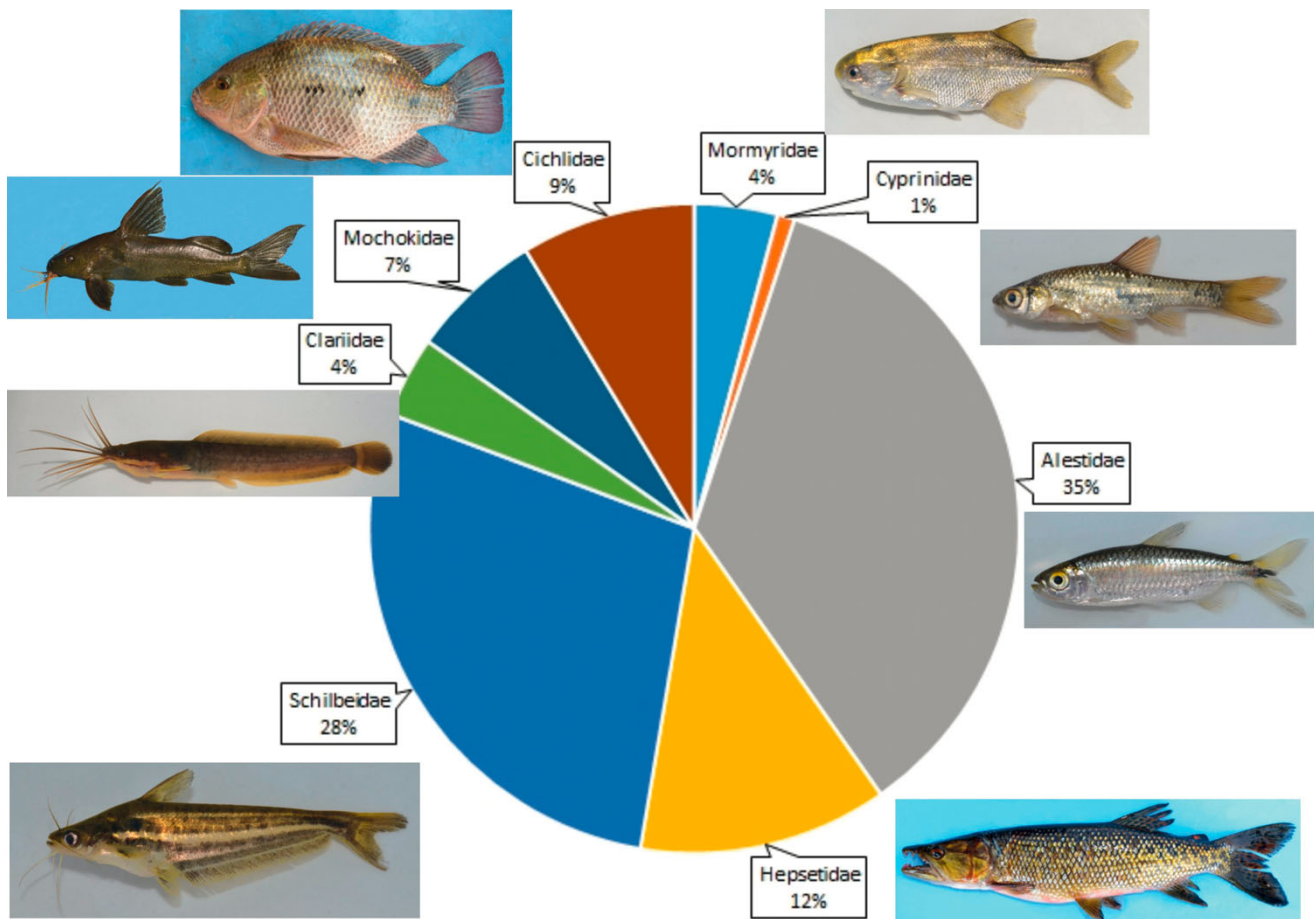 Cichlidae
9%
Mormyridae
4%
Cyprinidae
1%
Mochokidae
7%
Clariidae
4%
Alestidae
35%
Schilbeidae
28%
Hepsetidae
12%